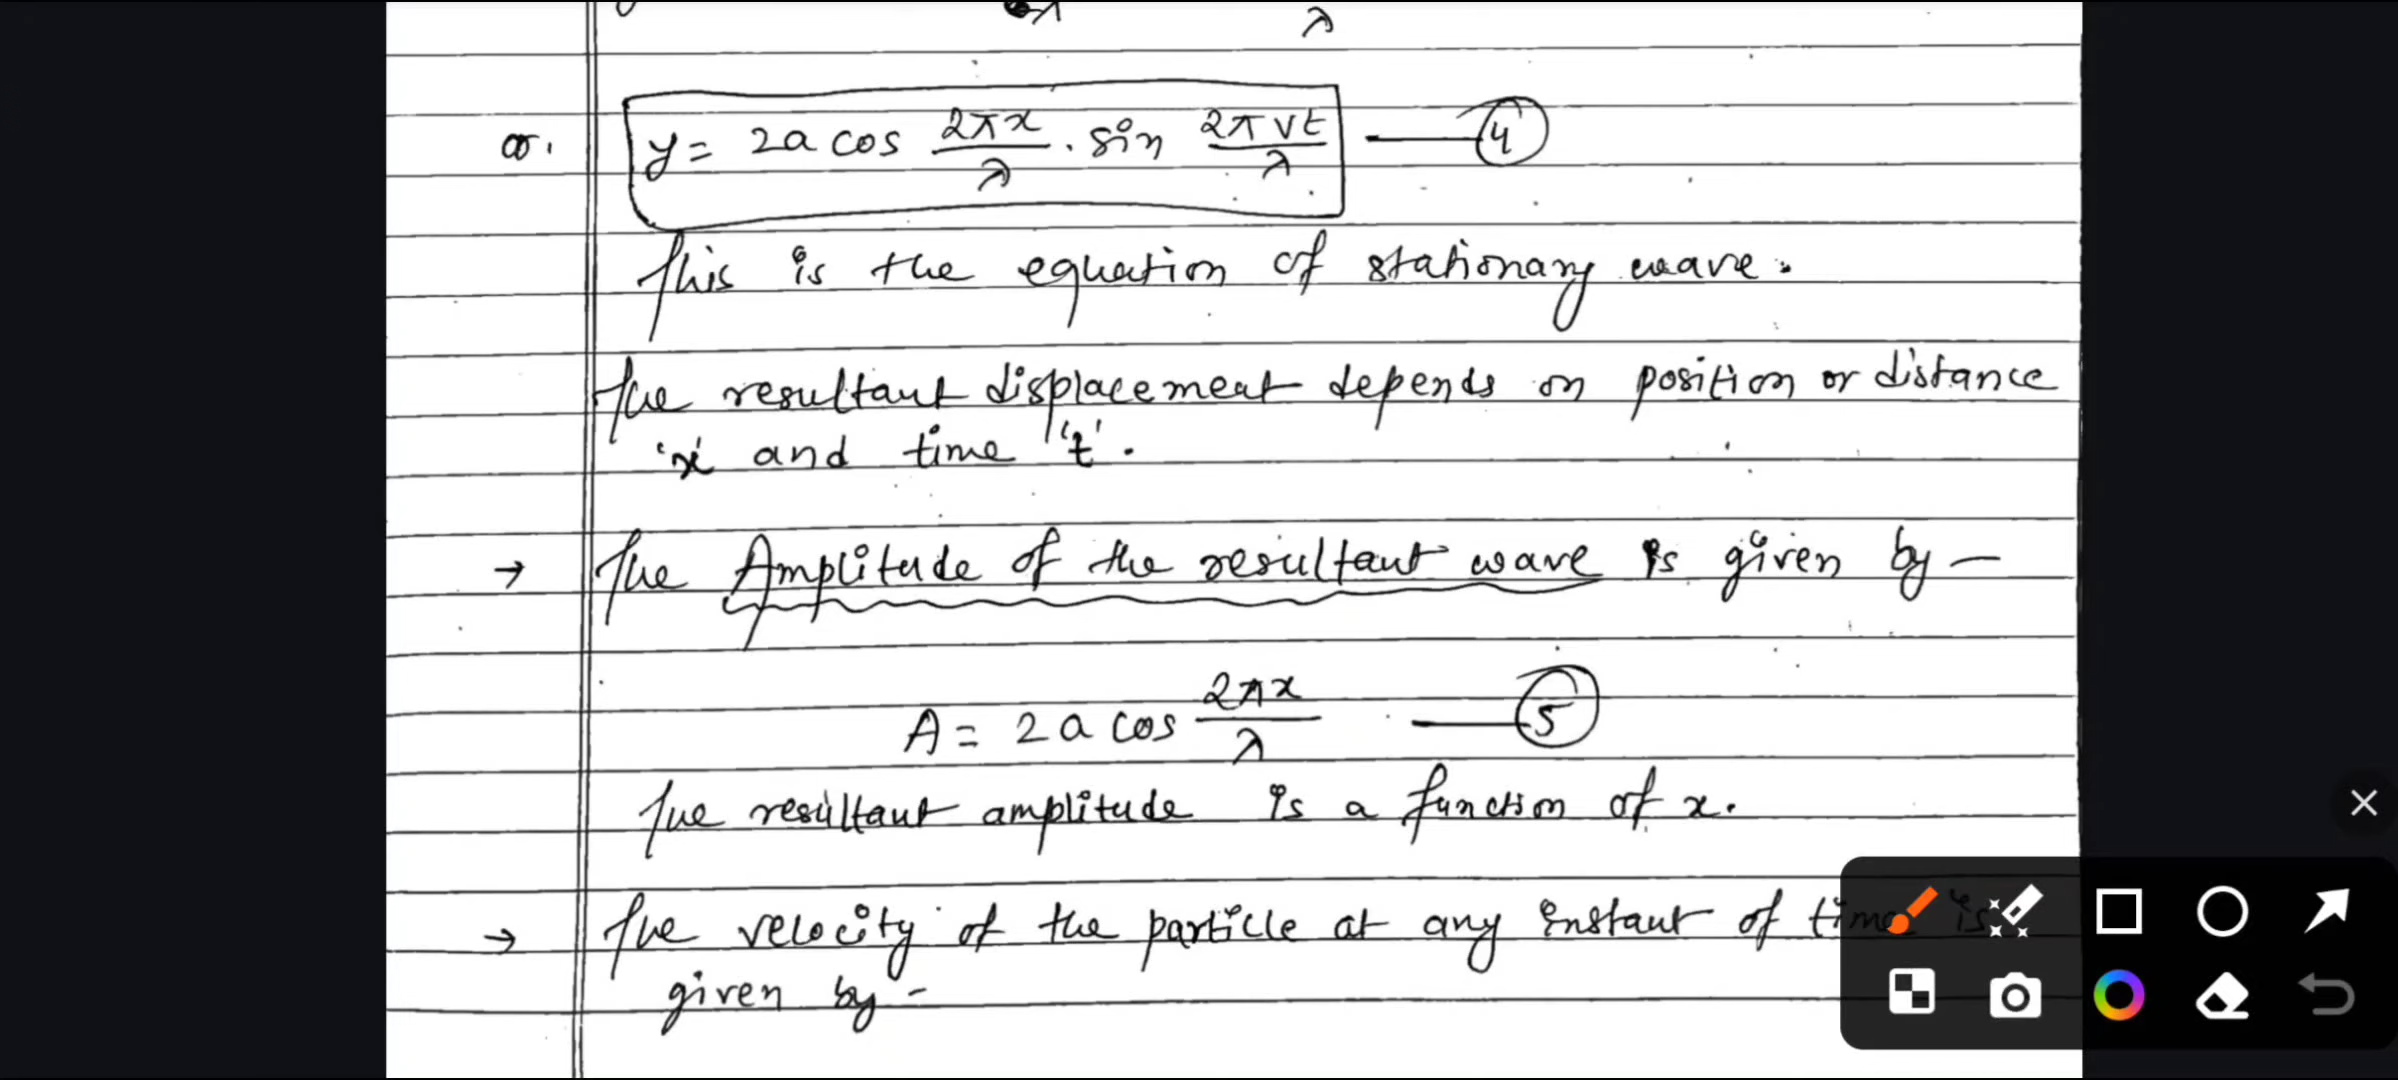 λ
or. y = 2a cos 2πx/λ . sin 2πvt/λ — 4
This is the equation of stationary wave.
The resultant displacement depends on position or distance
'x' and time 't'.
→ The Amplitude of the resultant wave is given by —
A = 2a cos 2πx/λ — 5
The resultant amplitude is a function of x.
→ The velocity of the particle at any instant of time is
given by -